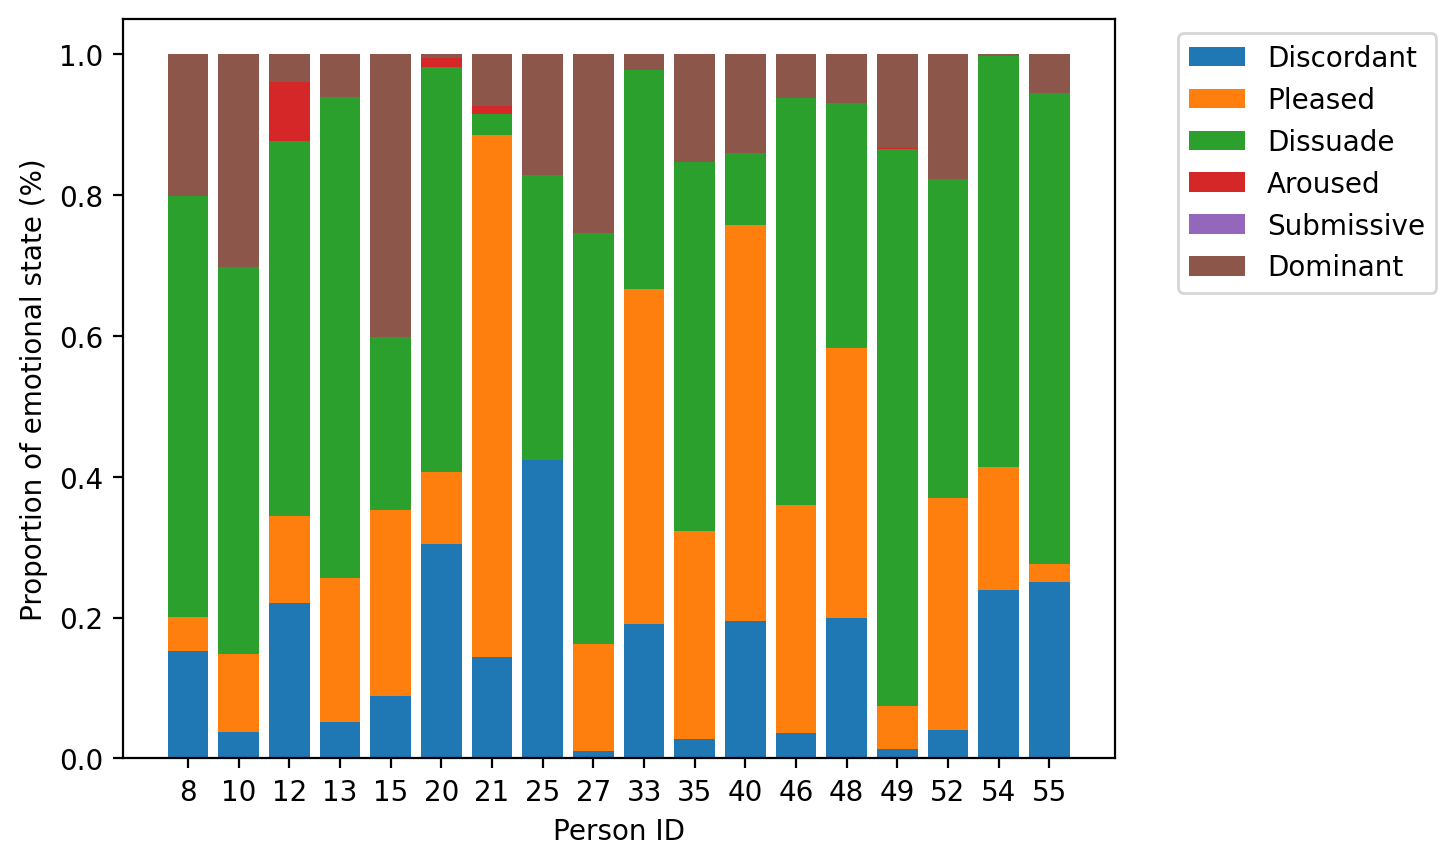 1.0
0.8
0.6
0.4
0.2
0.0
Proportion of emotional state (%)
8 10 12 13 15 20 21 25 27 33 35 40 46 48 49 52 54 55
Person ID
Discordant
Pleased
Dissuade
Aroused
Submissive
Dominant